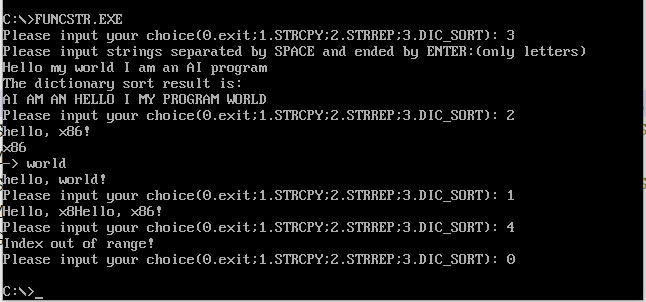 C:\>FUNCSTR.EXE
Please input your choice(0.exit;1.STRCPY;2.STRREP;3.DIC_SORT): 3
Please input strings separated by SPACE and ended by ENTER:(only letters)
Hello my world I am an AI program
The dictionary sort result is:
AI AM AN HELLO I MY PROGRAM WORLD
Please input your choice(0.exit;1.STRCPY;2.STRREP;3.DIC_SORT): 2
hello, x86!
x86
-> world
hello, world!
Please input your choice(0.exit;1.STRCPY;2.STRREP;3.DIC_SORT): 1
Hello, x8Hello, x86!
Please input your choice(0.exit;1.STRCPY;2.STRREP;3.DIC_SORT): 4
Index out of range!
Please input your choice(0.exit;1.STRCPY;2.STRREP;3.DIC_SORT): 0
C:\>_